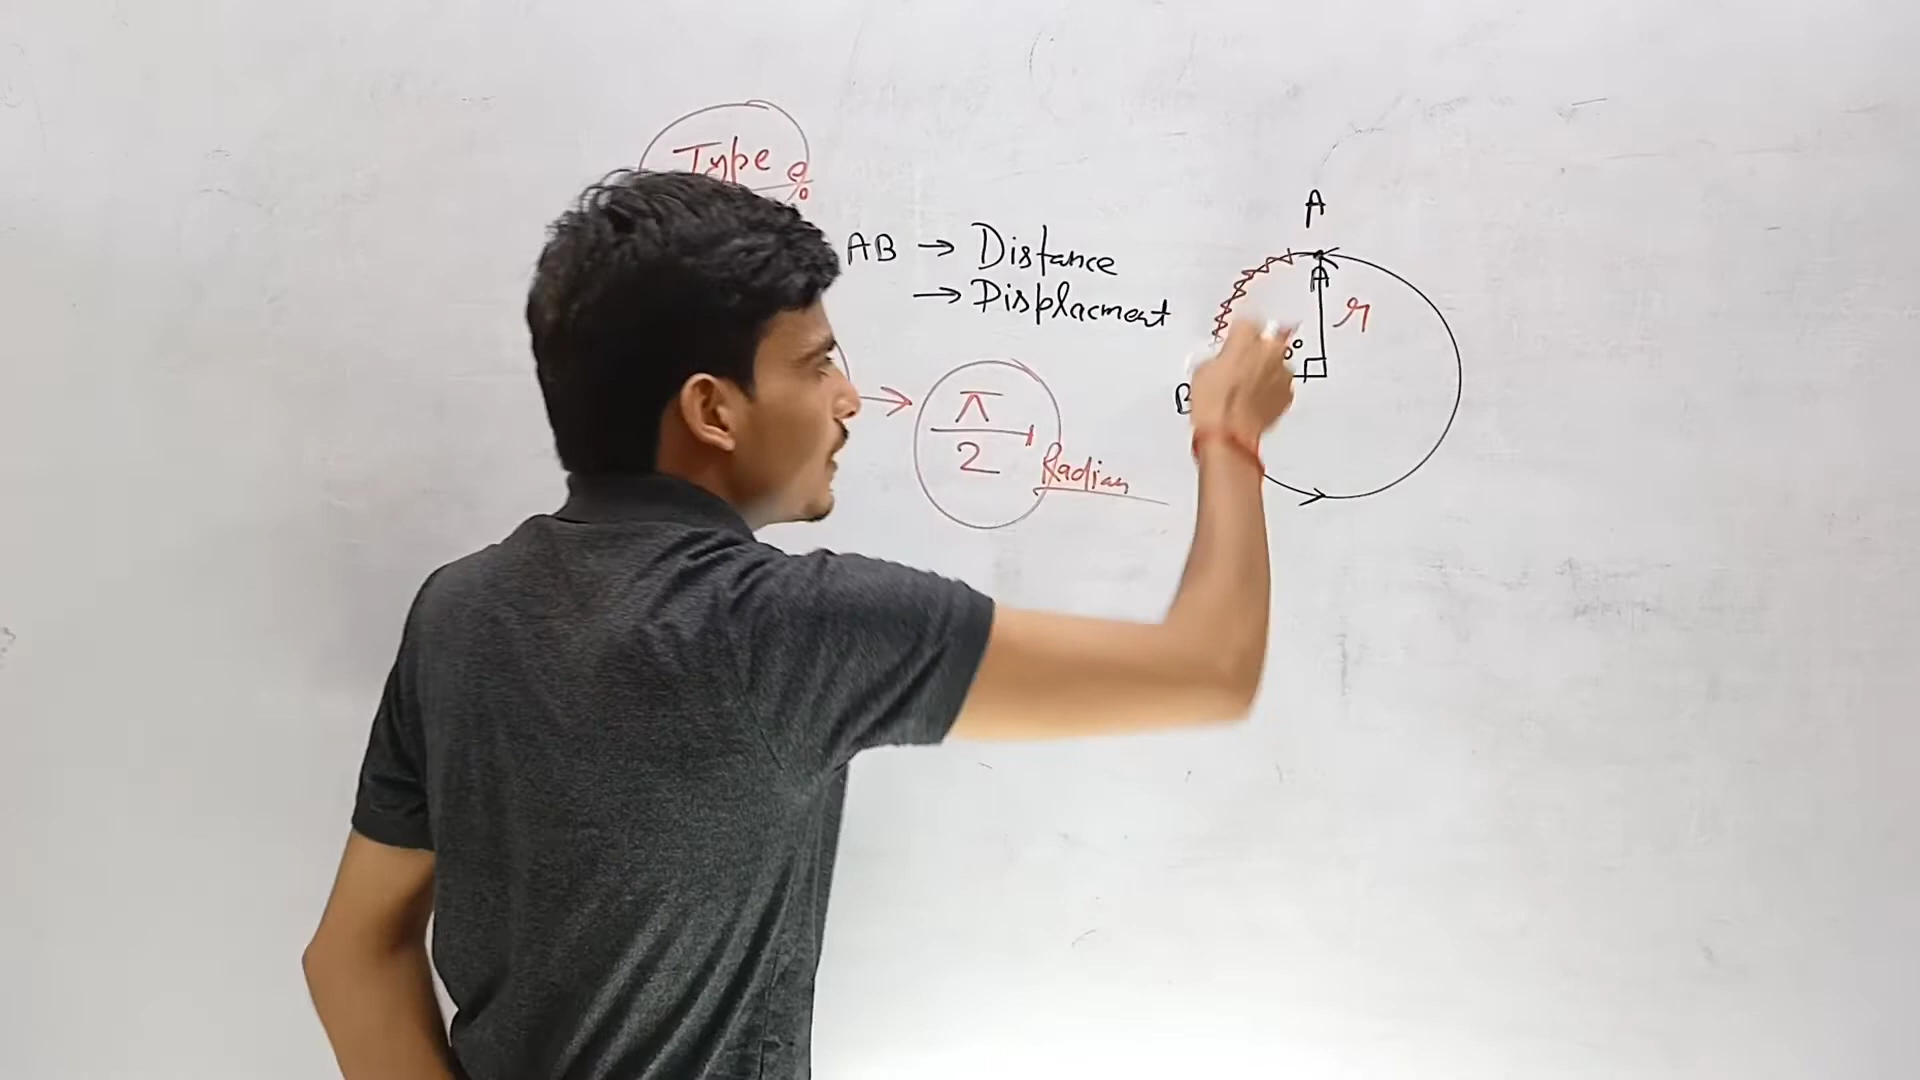 Type :
AB → Distance
→ Displacment
→ π/2 Radian
A
r
B